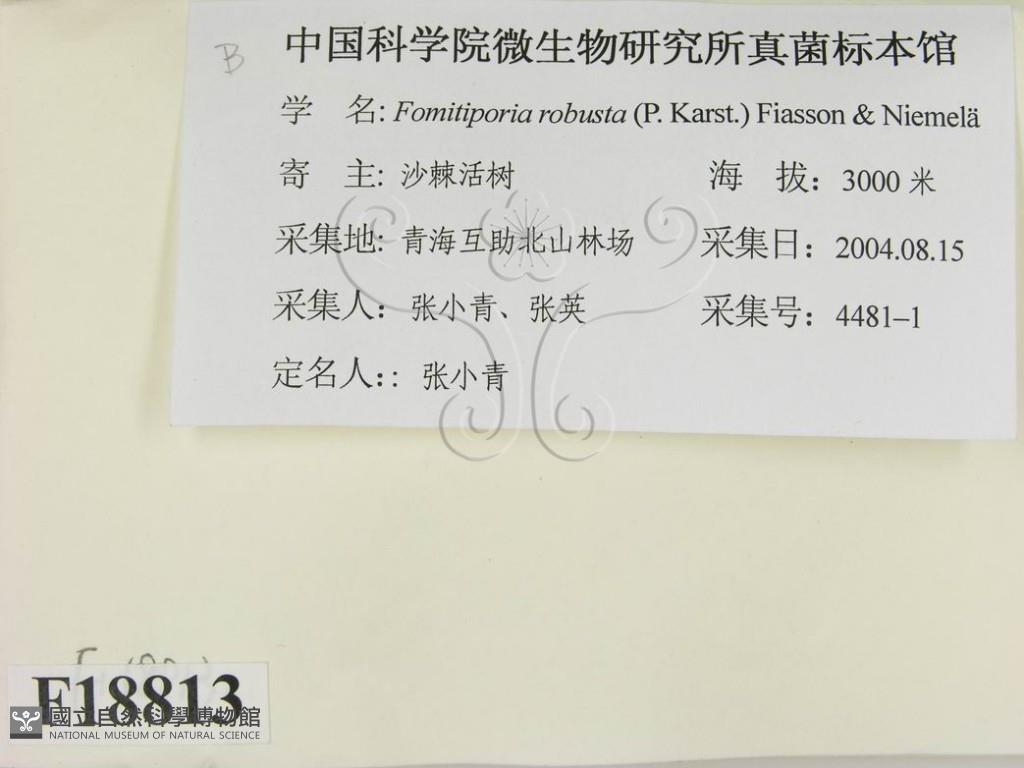 B
中国科学院微生物研究所真菌标本馆
学 名: Fomitiporia robusta (P. Karst.) Fiasson & Niemelä
寄 主: 沙棘活树 海 拔：3000 米
采集地: 青海互助北山林场 采集日：2004.08.15
采集人：张小青、张英 采集号：4481–1
定名人：: 张小青
F18813
國立自然科學博物館
NATIONAL MUSEUM OF NATURAL SCIENCE